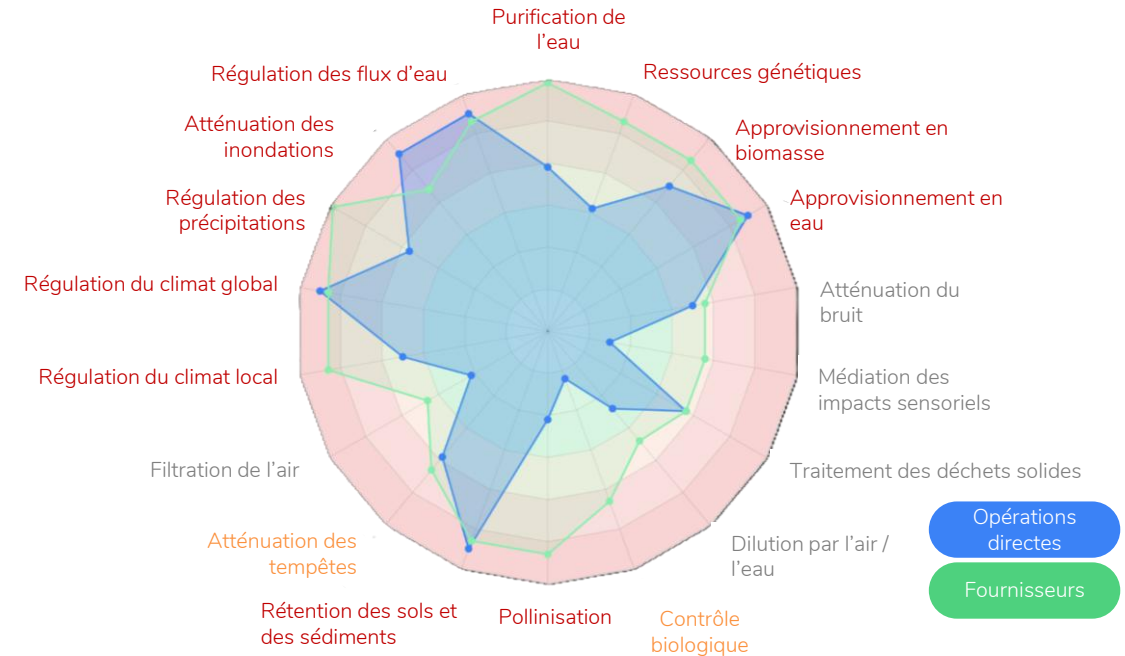 Purification de
l’eau
Ressources génétiques
Approvisionnement en
biomasse
Approvisionnement en
eau
Atténuation du
bruit
Médiation des
impacts sensoriels
Traitement des déchets solides
Dilution par l’air /
l’eau
Contrôle
biologique
Pollinisation
Rétention des sols et
des sédiments
Atténuation des
tempêtes
Filtration de l’air
Régulation du climat local
Régulation du climat global
Régulation des
précipitations
Atténuation des
inondations
Régulation des flux d’eau
Opérations
directes
Fournisseurs